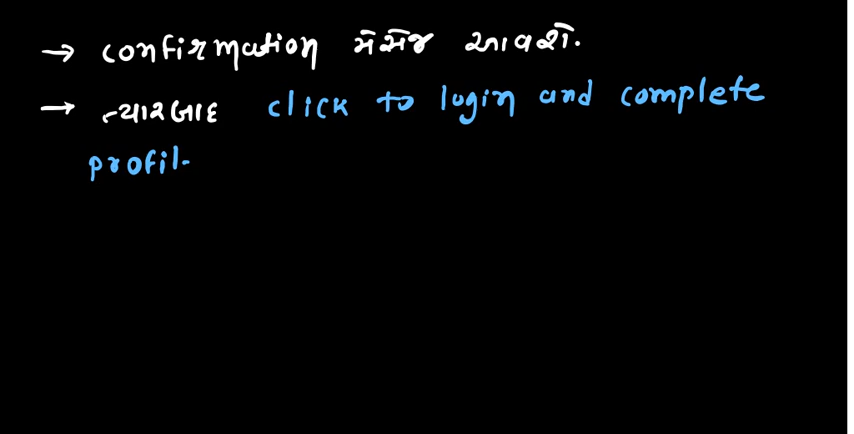 → confirmation મેસેજ આવશે.
→ ત્યારબાદ click to login and complete
profil.